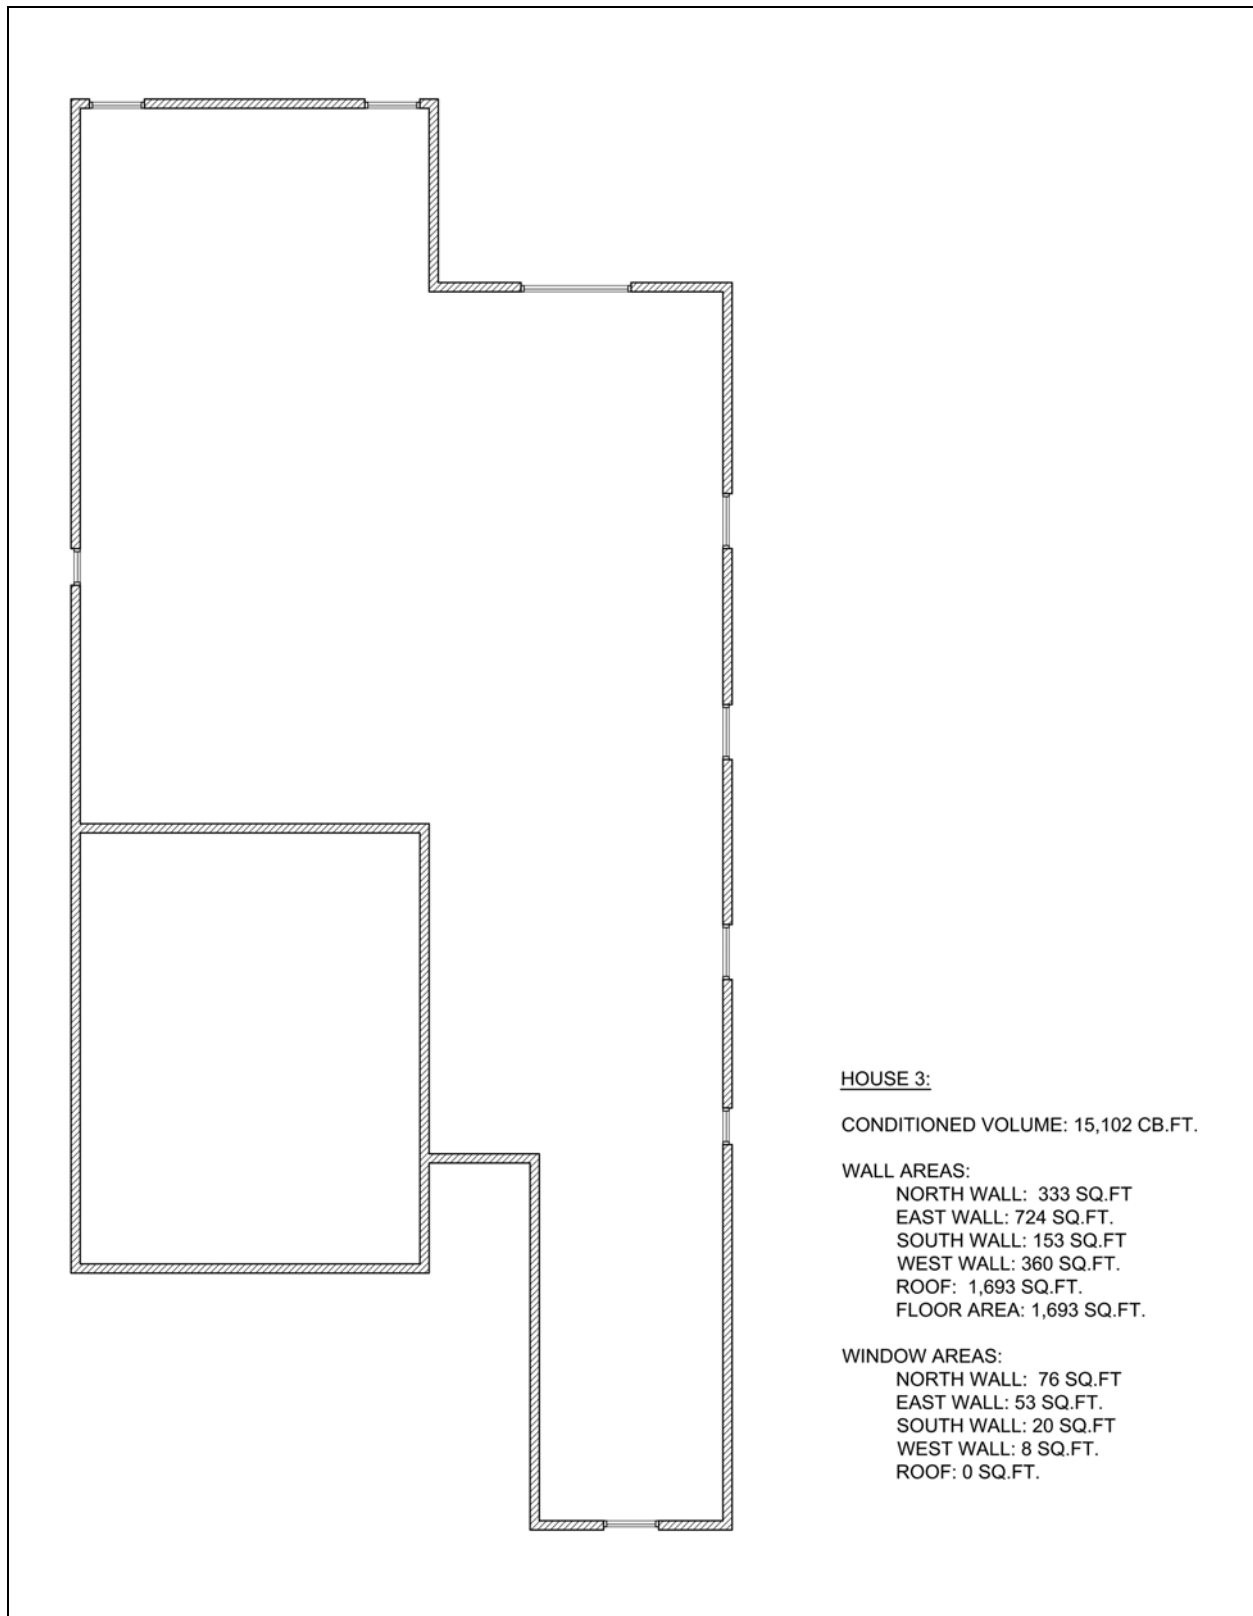 HOUSE 3:
CONDITIONED VOLUME: 15,102 CB.FT.
WALL AREAS:
NORTH WALL: 333 SQ.FT
EAST WALL: 724 SQ.FT.
SOUTH WALL: 153 SQ.FT
WEST WALL: 360 SQ.FT.
ROOF: 1,693 SQ.FT.
FLOOR AREA: 1,693 SQ.FT.
WINDOW AREAS:
NORTH WALL: 76 SQ.FT
EAST WALL: 53 SQ.FT.
SOUTH WALL: 20 SQ.FT
WEST WALL: 8 SQ.FT.
ROOF: 0 SQ.FT.